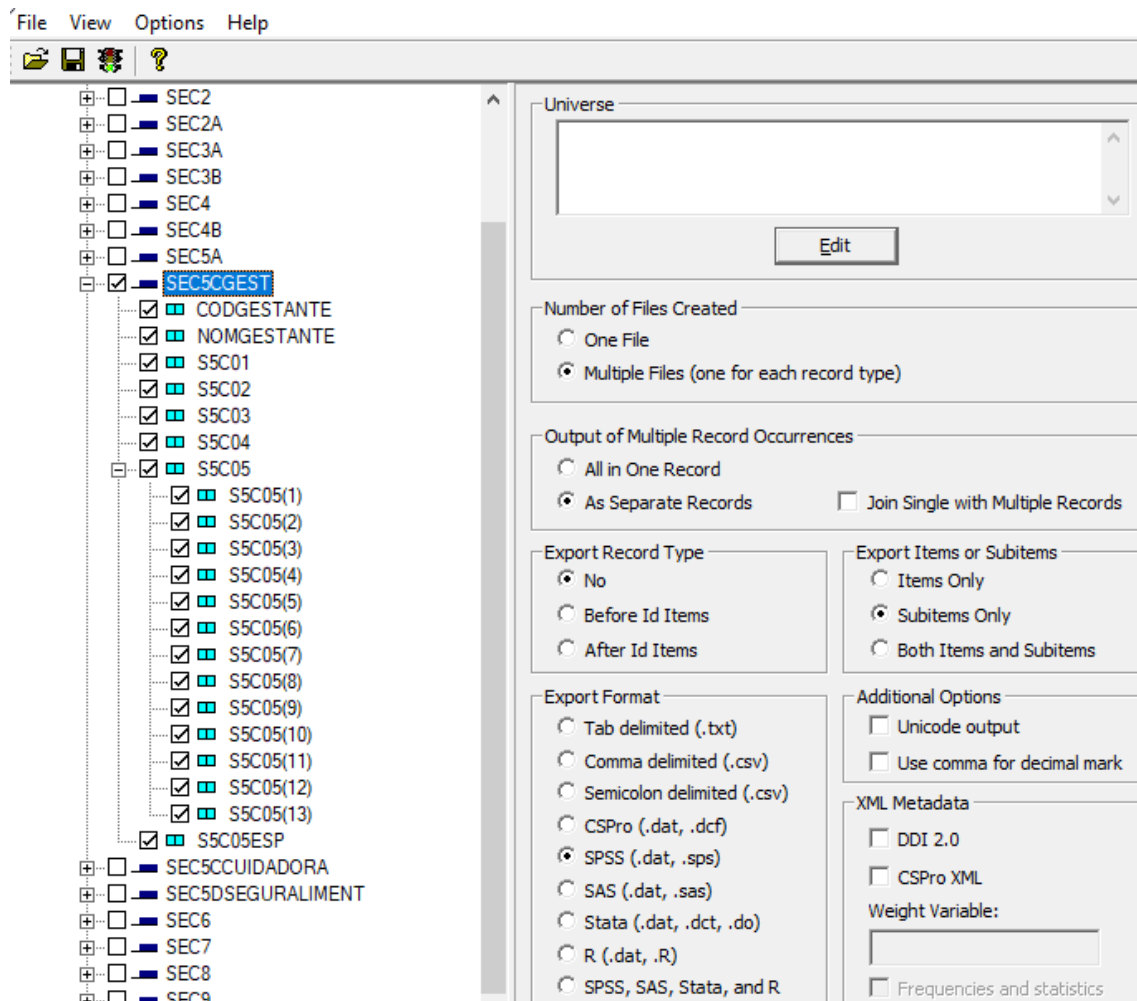 File View Options Help
SEC2
SEC2A
SEC3A
SEC3B
SEC4
SEC4B
SEC5A
SEC5CGEST
CODGESTANTE
NOMGESTANTE
S5C01
S5C02
S5C03
S5C04
S5C05
S5C05(1)
S5C05(2)
S5C05(3)
S5C05(4)
S5C05(5)
S5C05(6)
S5C05(7)
S5C05(8)
S5C05(9)
S5C05(10)
S5C05(11)
S5C05(12)
S5C05(13)
S5C05ESP
SEC5CCUIDADORA
SEC5DSEGURALIMENT
SEC6
SEC7
SEC8
SEC9
Universe
Edit
Number of Files Created
One File
Multiple Files (one for each record type)
Output of Multiple Record Occurrences
All in One Record
As Separate Records
Join Single with Multiple Records
Export Record Type
No
Before Id Items
After Id Items
Export Items or Subitems
Items Only
Subitems Only
Both Items and Subitems
Export Format
Tab delimited (.txt)
Comma delimited (.csv)
Semicolon delimited (.csv)
CSPro (.dat, .dcf)
SPSS (.dat, .sps)
SAS (.dat, .sas)
Stata (.dat, .dct, .do)
R (.dat, .R)
SPSS, SAS, Stata, and R
Additional Options
Unicode output
Use comma for decimal mark
XML Metadata
DDI 2.0
CSPro XML
Weight Variable:
Frequencies and statistics